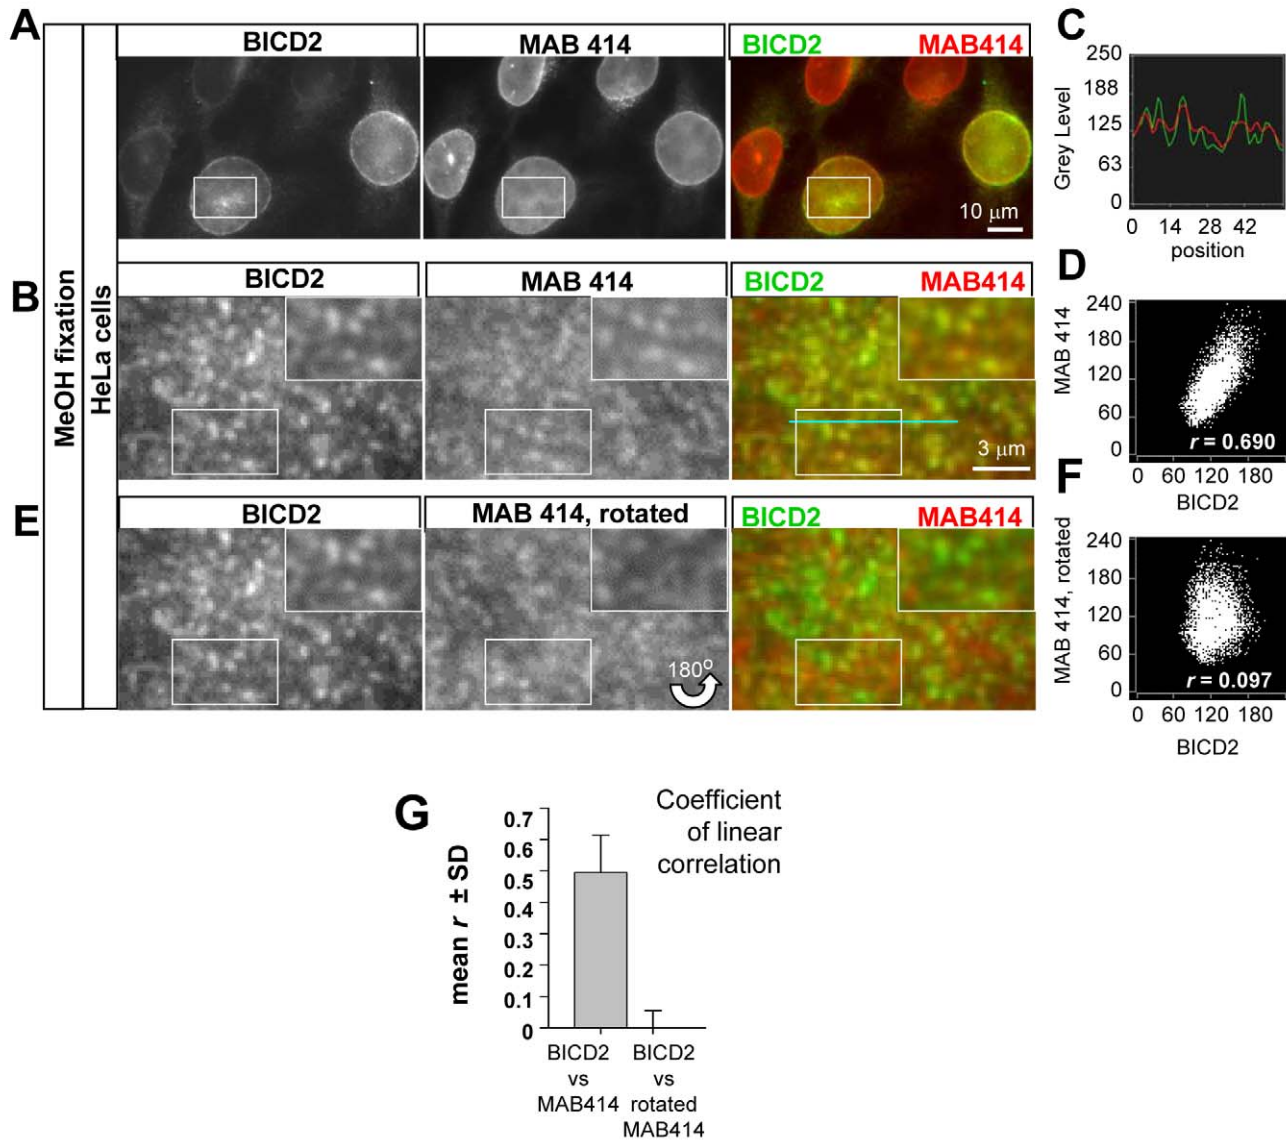 A
BICD2
MAB 414
BICD2 MAB414
10 μm
MeOH fixation
HeLa cells
B
BICD2
MAB 414
BICD2 MAB414
3 μm
E
BICD2
MAB 414, rotated
180o
BICD2 MAB414
C
Grey Level
250
188
125
63
0
0 14 28 42
position
D
MAB 414
240
180
120
60
0
r = 0.690
0 60 120 180
BICD2
F
MAB 414, rotated
240
180
120
60
0
r = 0.097
0 60 120 180
BICD2
G
Coefficient
of linear
correlation
mean r ± SD
0.7
0.6
0.5
0.4
0.3
0.2
0.1
0
BICD2
vs
MAB414
BICD2
vs
rotated
MAB414